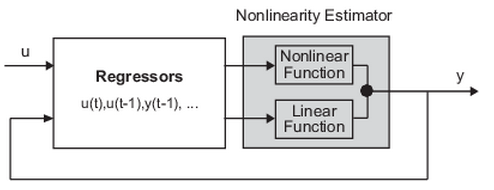 Nonlinearity Estimator
u
Regressors
u(t),u(t-1),y(t-1), ...
Nonlinear
Function
Linear
Function
y